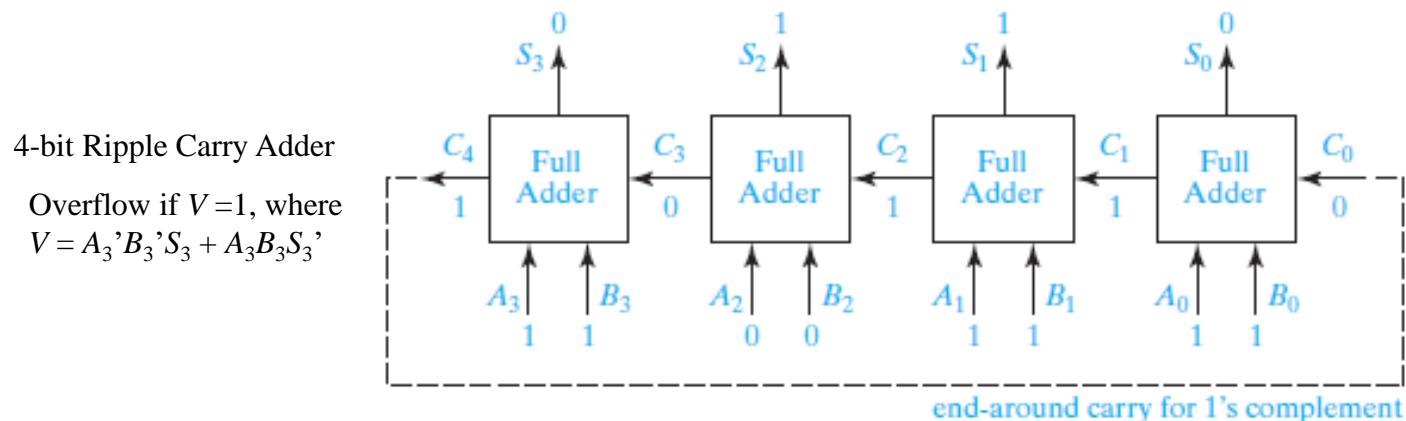 0 1 1 0
S3 S2 S1 S0
4-bit Ripple Carry Adder
C4 Full Adder C3 Full Adder C2 Full Adder C1 Full Adder C0
1 0 1 1 0
Overflow if V =1, where
V = A3’B3’S3 + A3B3S3’
A3 B3 A2 B2 A1 B1 A0 B0
1 1 0 0 1 1 1 1
end-around carry for 1's complement